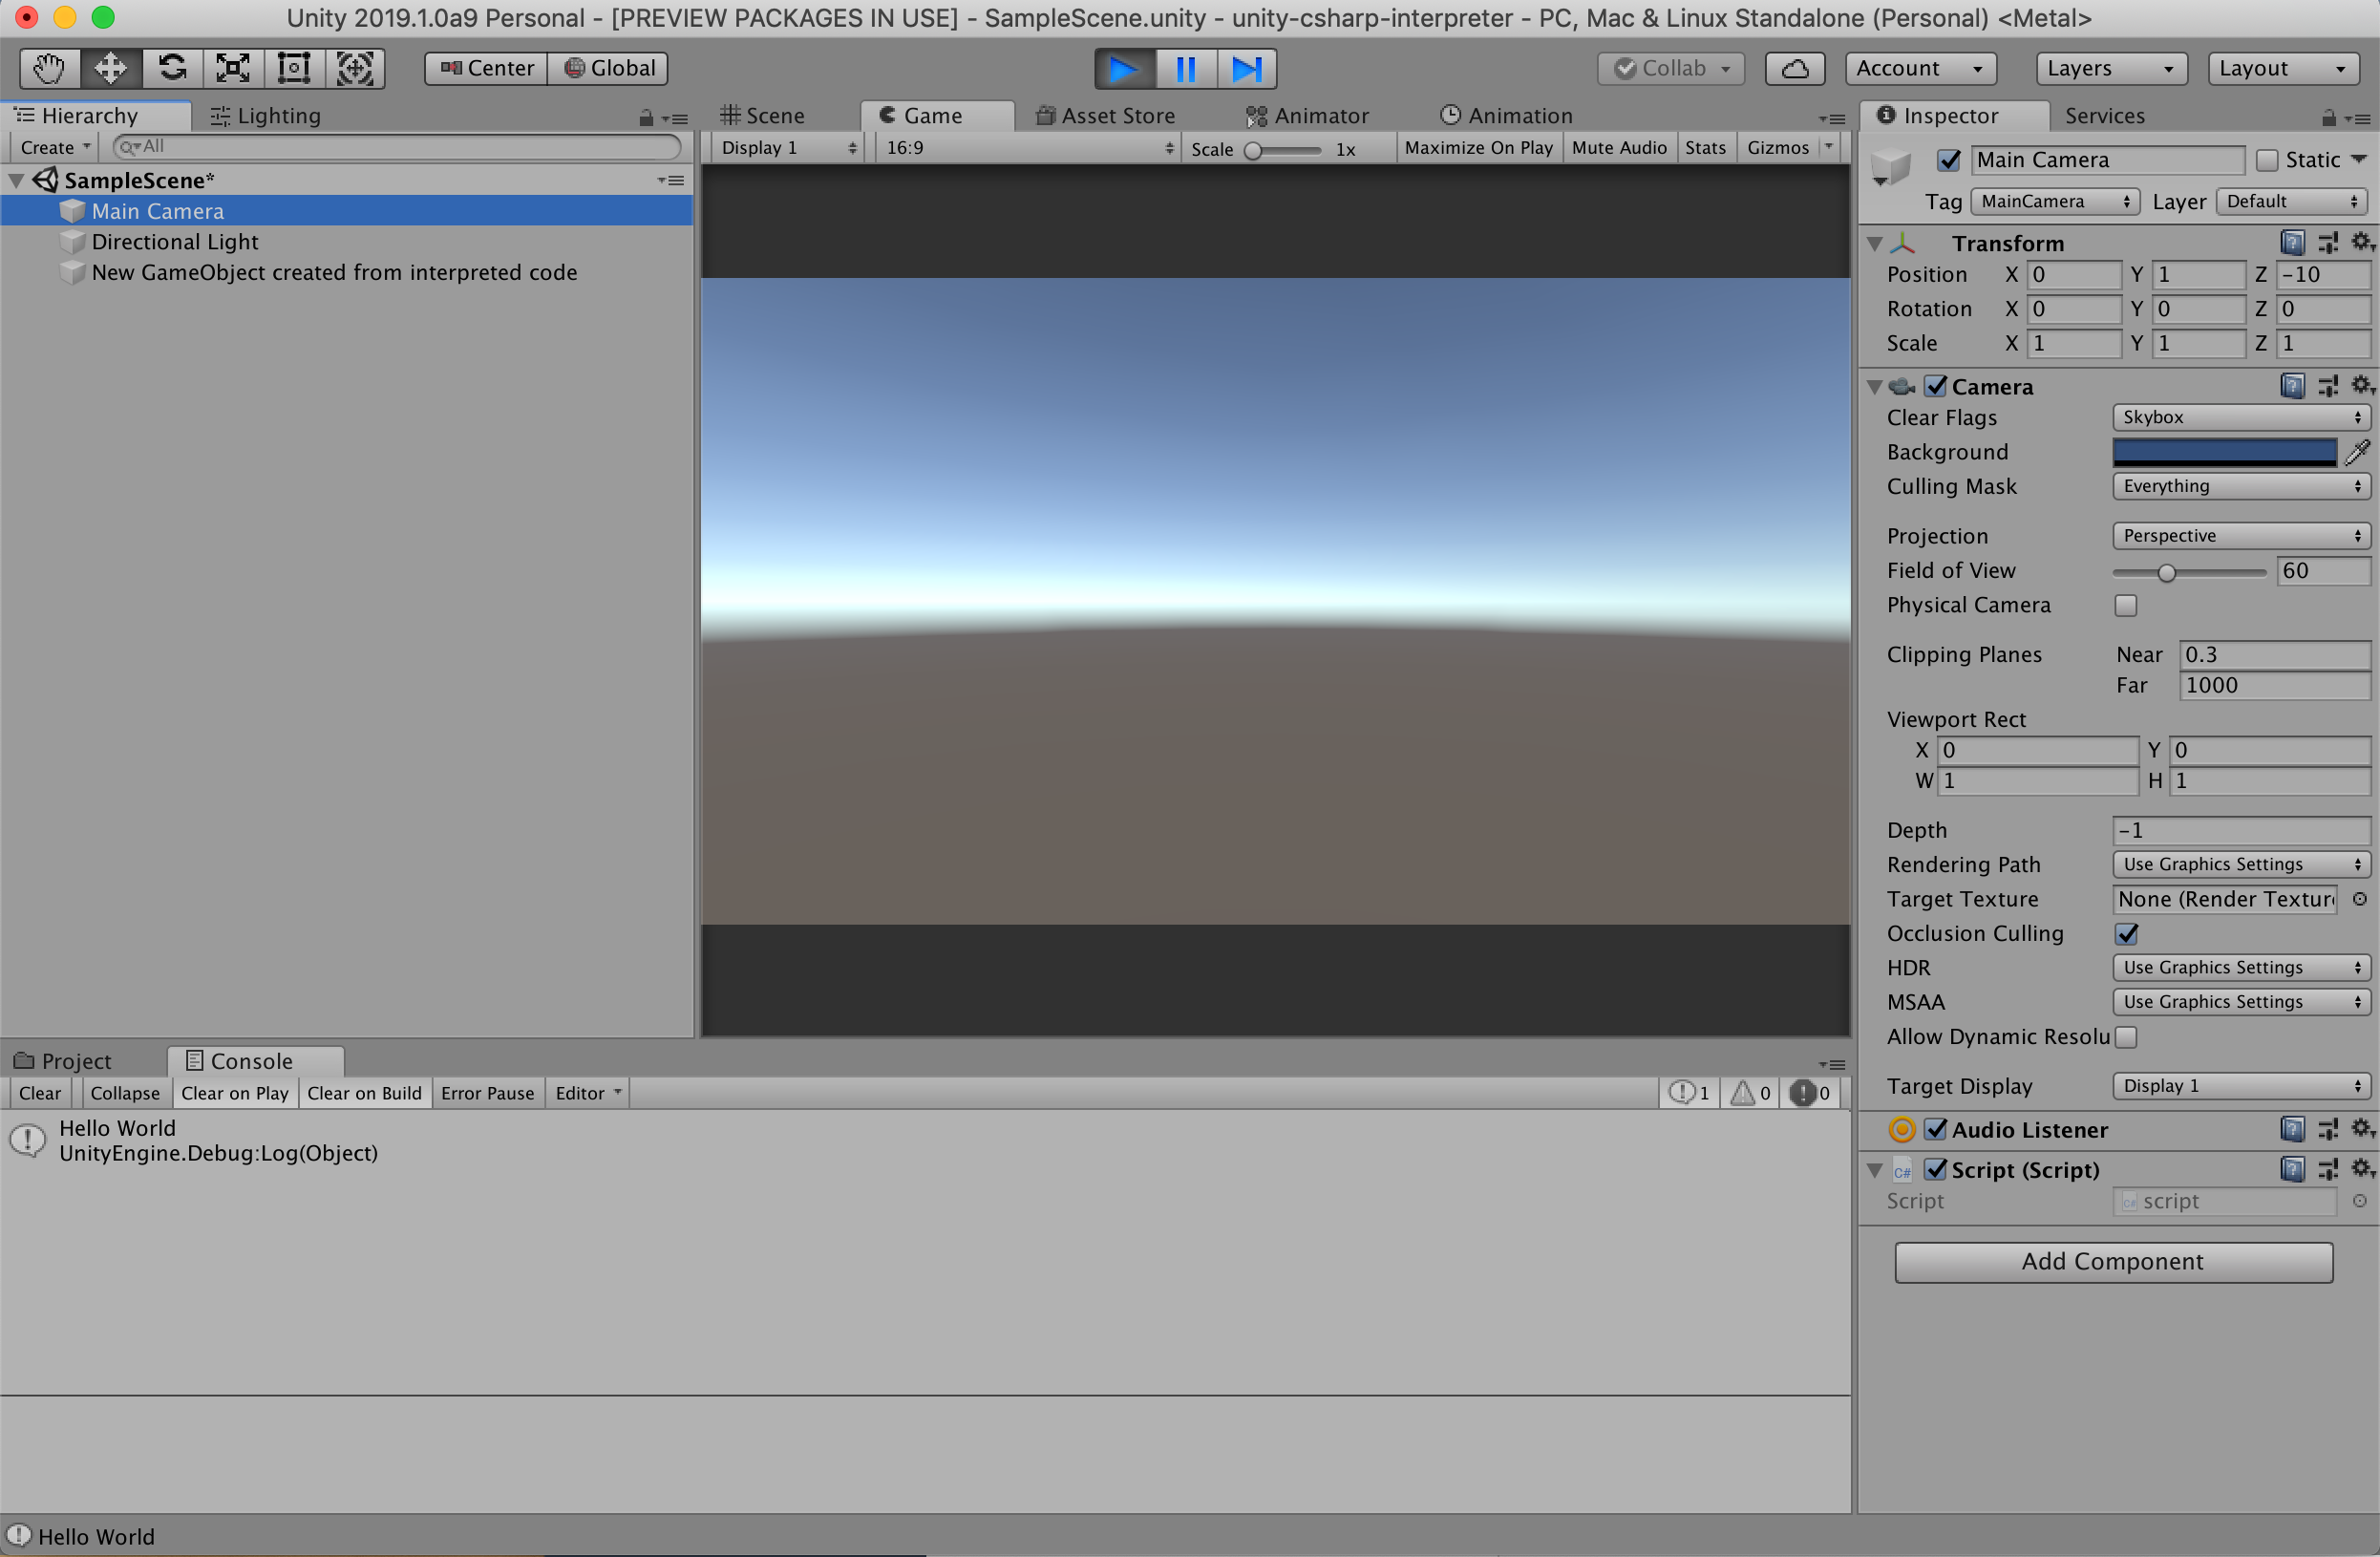 Unity 2019.1.0a9 Personal - [PREVIEW PACKAGES IN USE] - SampleScene.unity - unity-csharp-interpreter - PC, Mac & Linux Standalone (Personal) <Metal>
Center Global Collab Account Layers Layout
Hierarchy Lighting
Create All
SampleScene*
Main Camera
Directional Light
New GameObject created from interpreted code
Scene Game Asset Store Animator Animation
Display 1 16:9 Scale 1x Maximize On Play Mute Audio Stats Gizmos
Inspector Services
Main Camera Static
Tag MainCamera Layer Default
Transform
Position X 0 Y 1 Z -10
Rotation X 0 Y 0 Z 0
Scale X 1 Y 1 Z 1
Camera
Clear Flags Skybox
Background
Culling Mask Everything
Projection Perspective
Field of View 60
Physical Camera
Clipping Planes Near 0.3
Far 1000
Viewport Rect
X 0 Y 0
W 1 H 1
Depth -1
Rendering Path Use Graphics Settings
Target Texture None (Render Textur
Occlusion Culling
HDR Use Graphics Settings
MSAA Use Graphics Settings
Allow Dynamic Resolu
Target Display Display 1
Audio Listener
C# Script (Script)
Script C# script
Add Component
Project Console
Clear Collapse Clear on Play Clear on Build Error Pause Editor 1 0 0
Hello World
UnityEngine.Debug:Log(Object)
Hello World